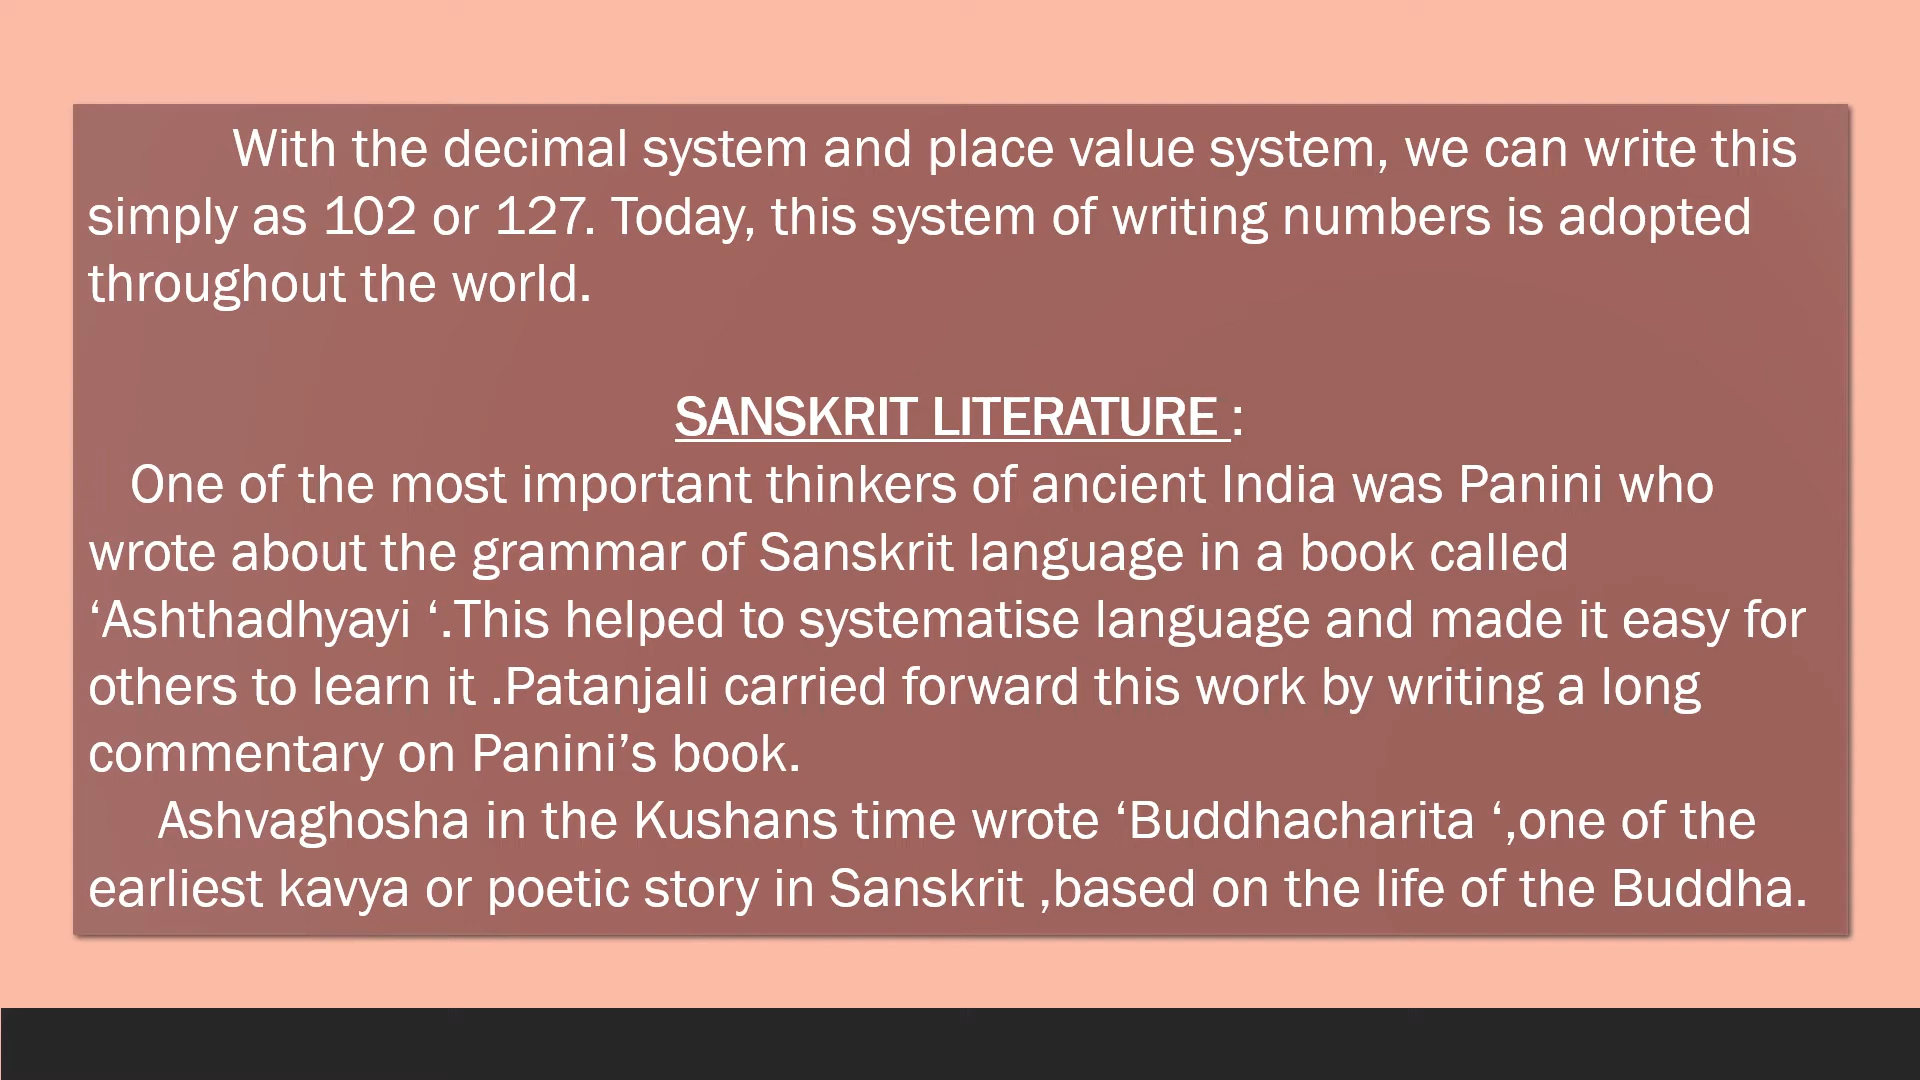 With the decimal system and place value system, we can write this
simply as 102 or 127. Today, this system of writing numbers is adopted
throughout the world.
SANSKRIT LITERATURE :
One of the most important thinkers of ancient India was Panini who
wrote about the grammar of Sanskrit language in a book called
‘Ashthadhyayi ‘.This helped to systematise language and made it easy for
others to learn it .Patanjali carried forward this work by writing a long
commentary on Panini’s book.
Ashvaghosha in the Kushans time wrote ‘Buddhacharita ‘,one of the
earliest kavya or poetic story in Sanskrit ,based on the life of the Buddha.